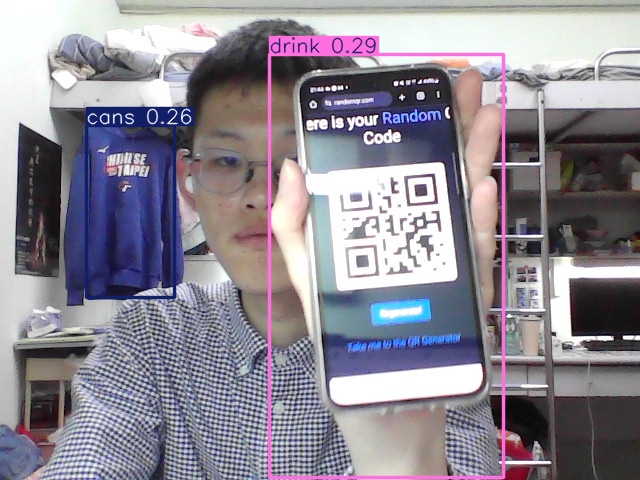 drink 0.29
cans 0.26
randomqr.com
ere is your Random
Code
Regenerate!
Take me to the QR Generator
CHINESE
TAIPEI